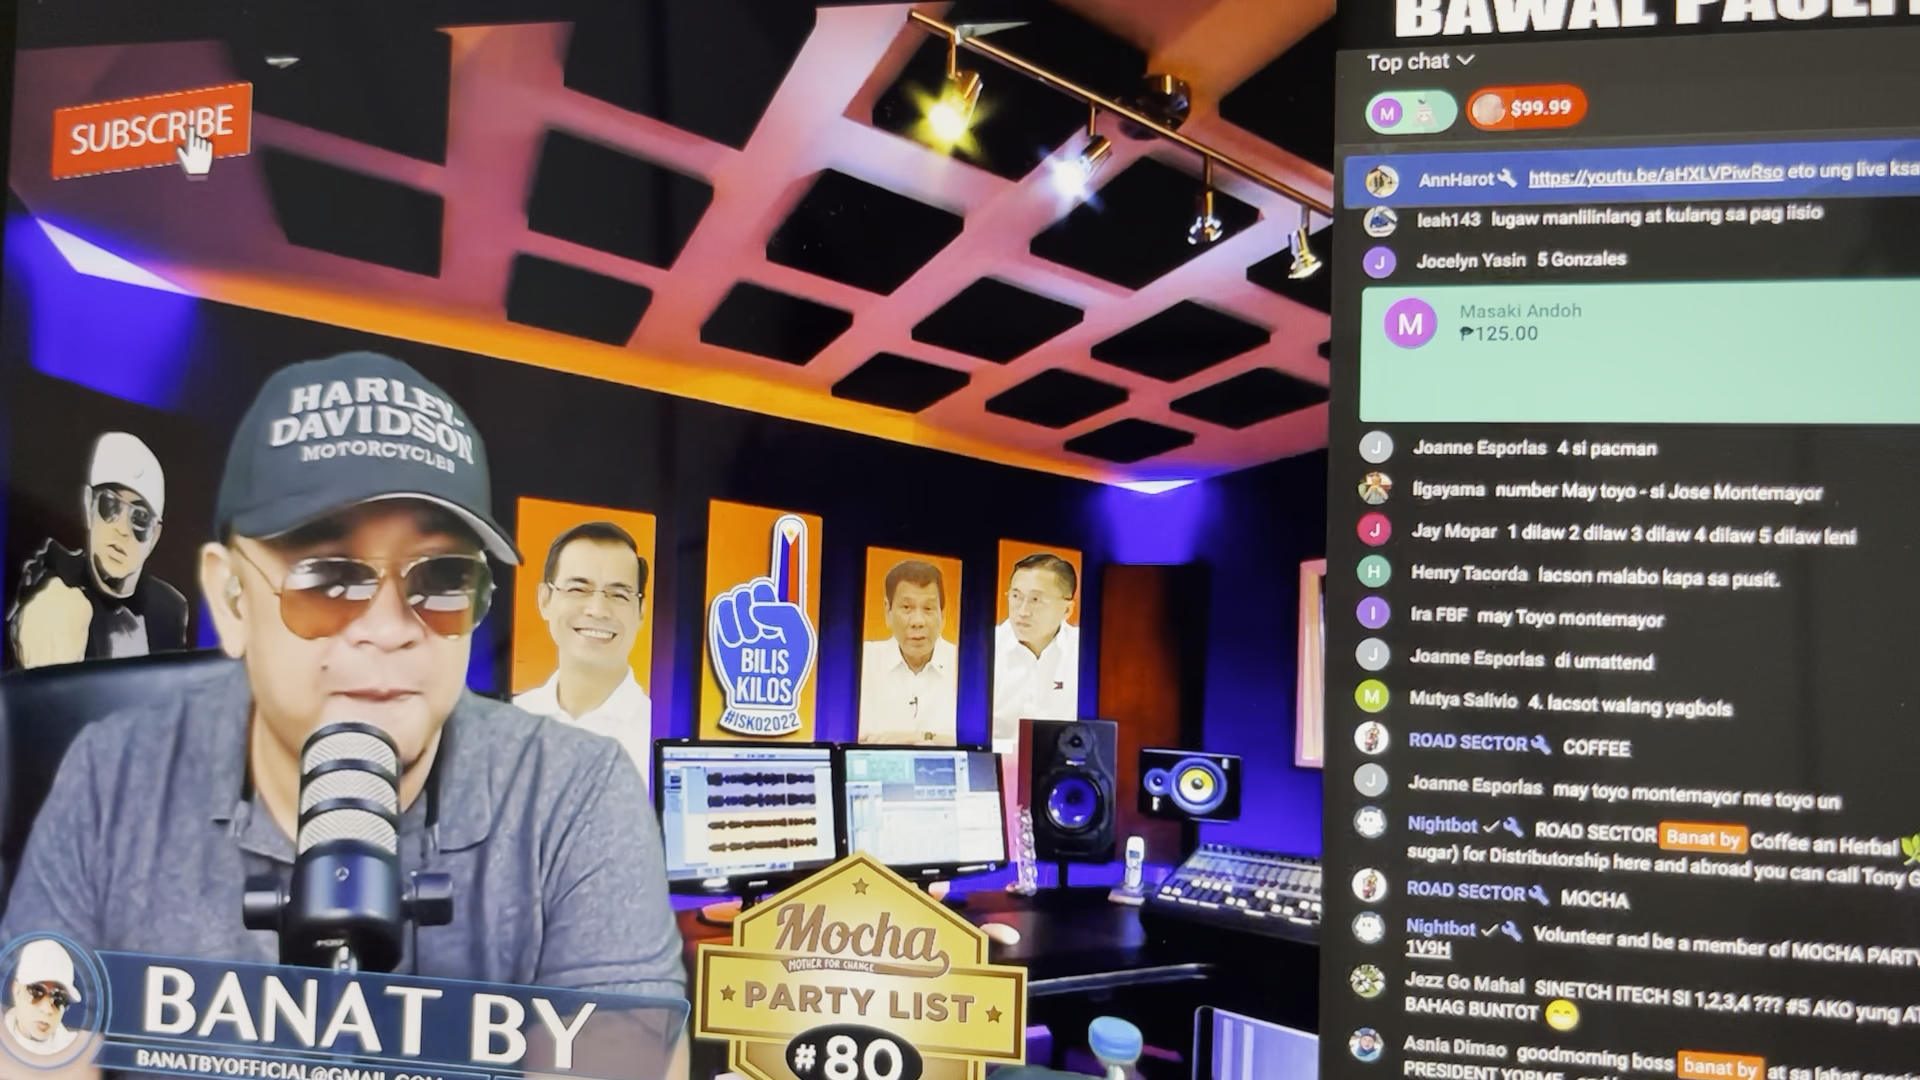 SUBSCRIBE
HARLEY-
DAVIDSON
MOTORCYCLES
BILIS
KILOS
#ISKO2022
Mocha
MOTHER FOR CHANGE
PARTY LIST
#80
BANAT BY
BANATBYOFFICIAL@GMAIL.COM
BAWAL
Top chat
M
$99.99
AnnHarot https://youtu.be/aHXLVPiwRso eto ung live ksa
leah143 lugaw manlilinlang at kulang sa pag iisio
J Jocelyn Yasin 5 Gonzales
M Masaki Andoh
₱125.00
J Joanne Esporlas 4 si pacman
ligayama number May toyo - si Jose Montemayor
J Jay Mopar 1 dilaw 2 dilaw 3 dilaw 4 dilaw 5 dilaw leni
H Henry Tacorda lacson malabo kapa sa pusit.
I Ira FBF may Toyo montemayor
J Joanne Esporlas di umattend
M Mutya Salivio 4. lacsot walang yagbols
ROAD SECTOR COFFEE
J Joanne Esporlas may toyo montemayor me toyo un
Nightbot ROAD SECTOR Banat by Coffee an Herbal
sugar) for Distributorship here and abroad you can call Tony G
ROAD SECTOR MOCHA
Nightbot Volunteer and be a member of MOCHA PARTY
1V9H
Jezz Go Mahal SINETCH ITECH SI 1,2,3,4 ??? #5 AKO yung AT
BAHAG BUNTOT
Asnia Dimao goodmorning boss banat by at sa lahat
PRESIDENT YORME